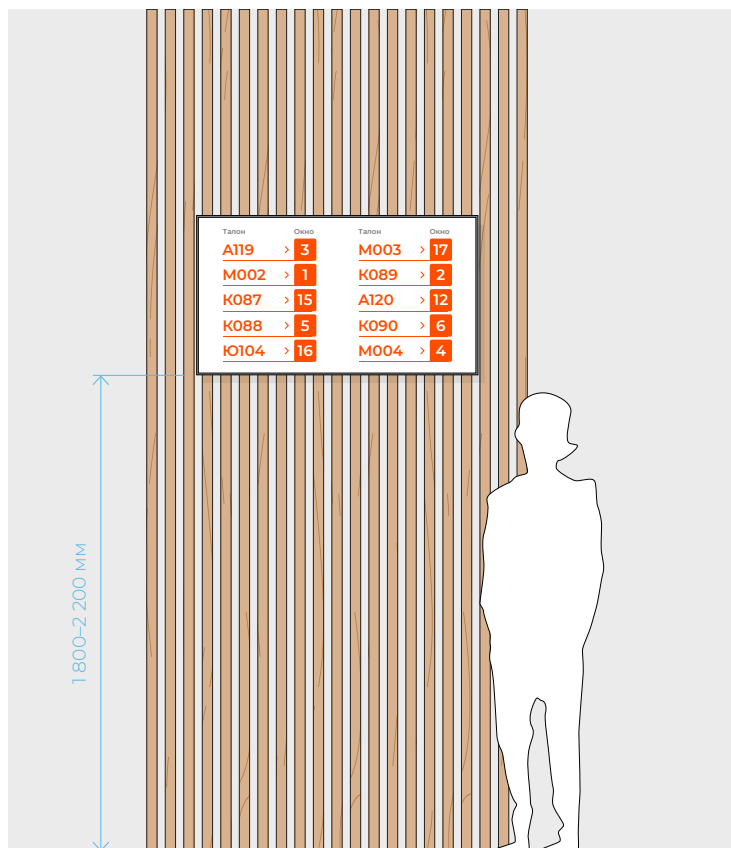 Талон Окно
А119 > 3
М002 > 1
К087 > 15
К088 > 5
Ю104 > 16
Талон Окно
М003 > 17
К089 > 2
А120 > 12
К090 > 6
М004 > 4
1 800–2 200 мм